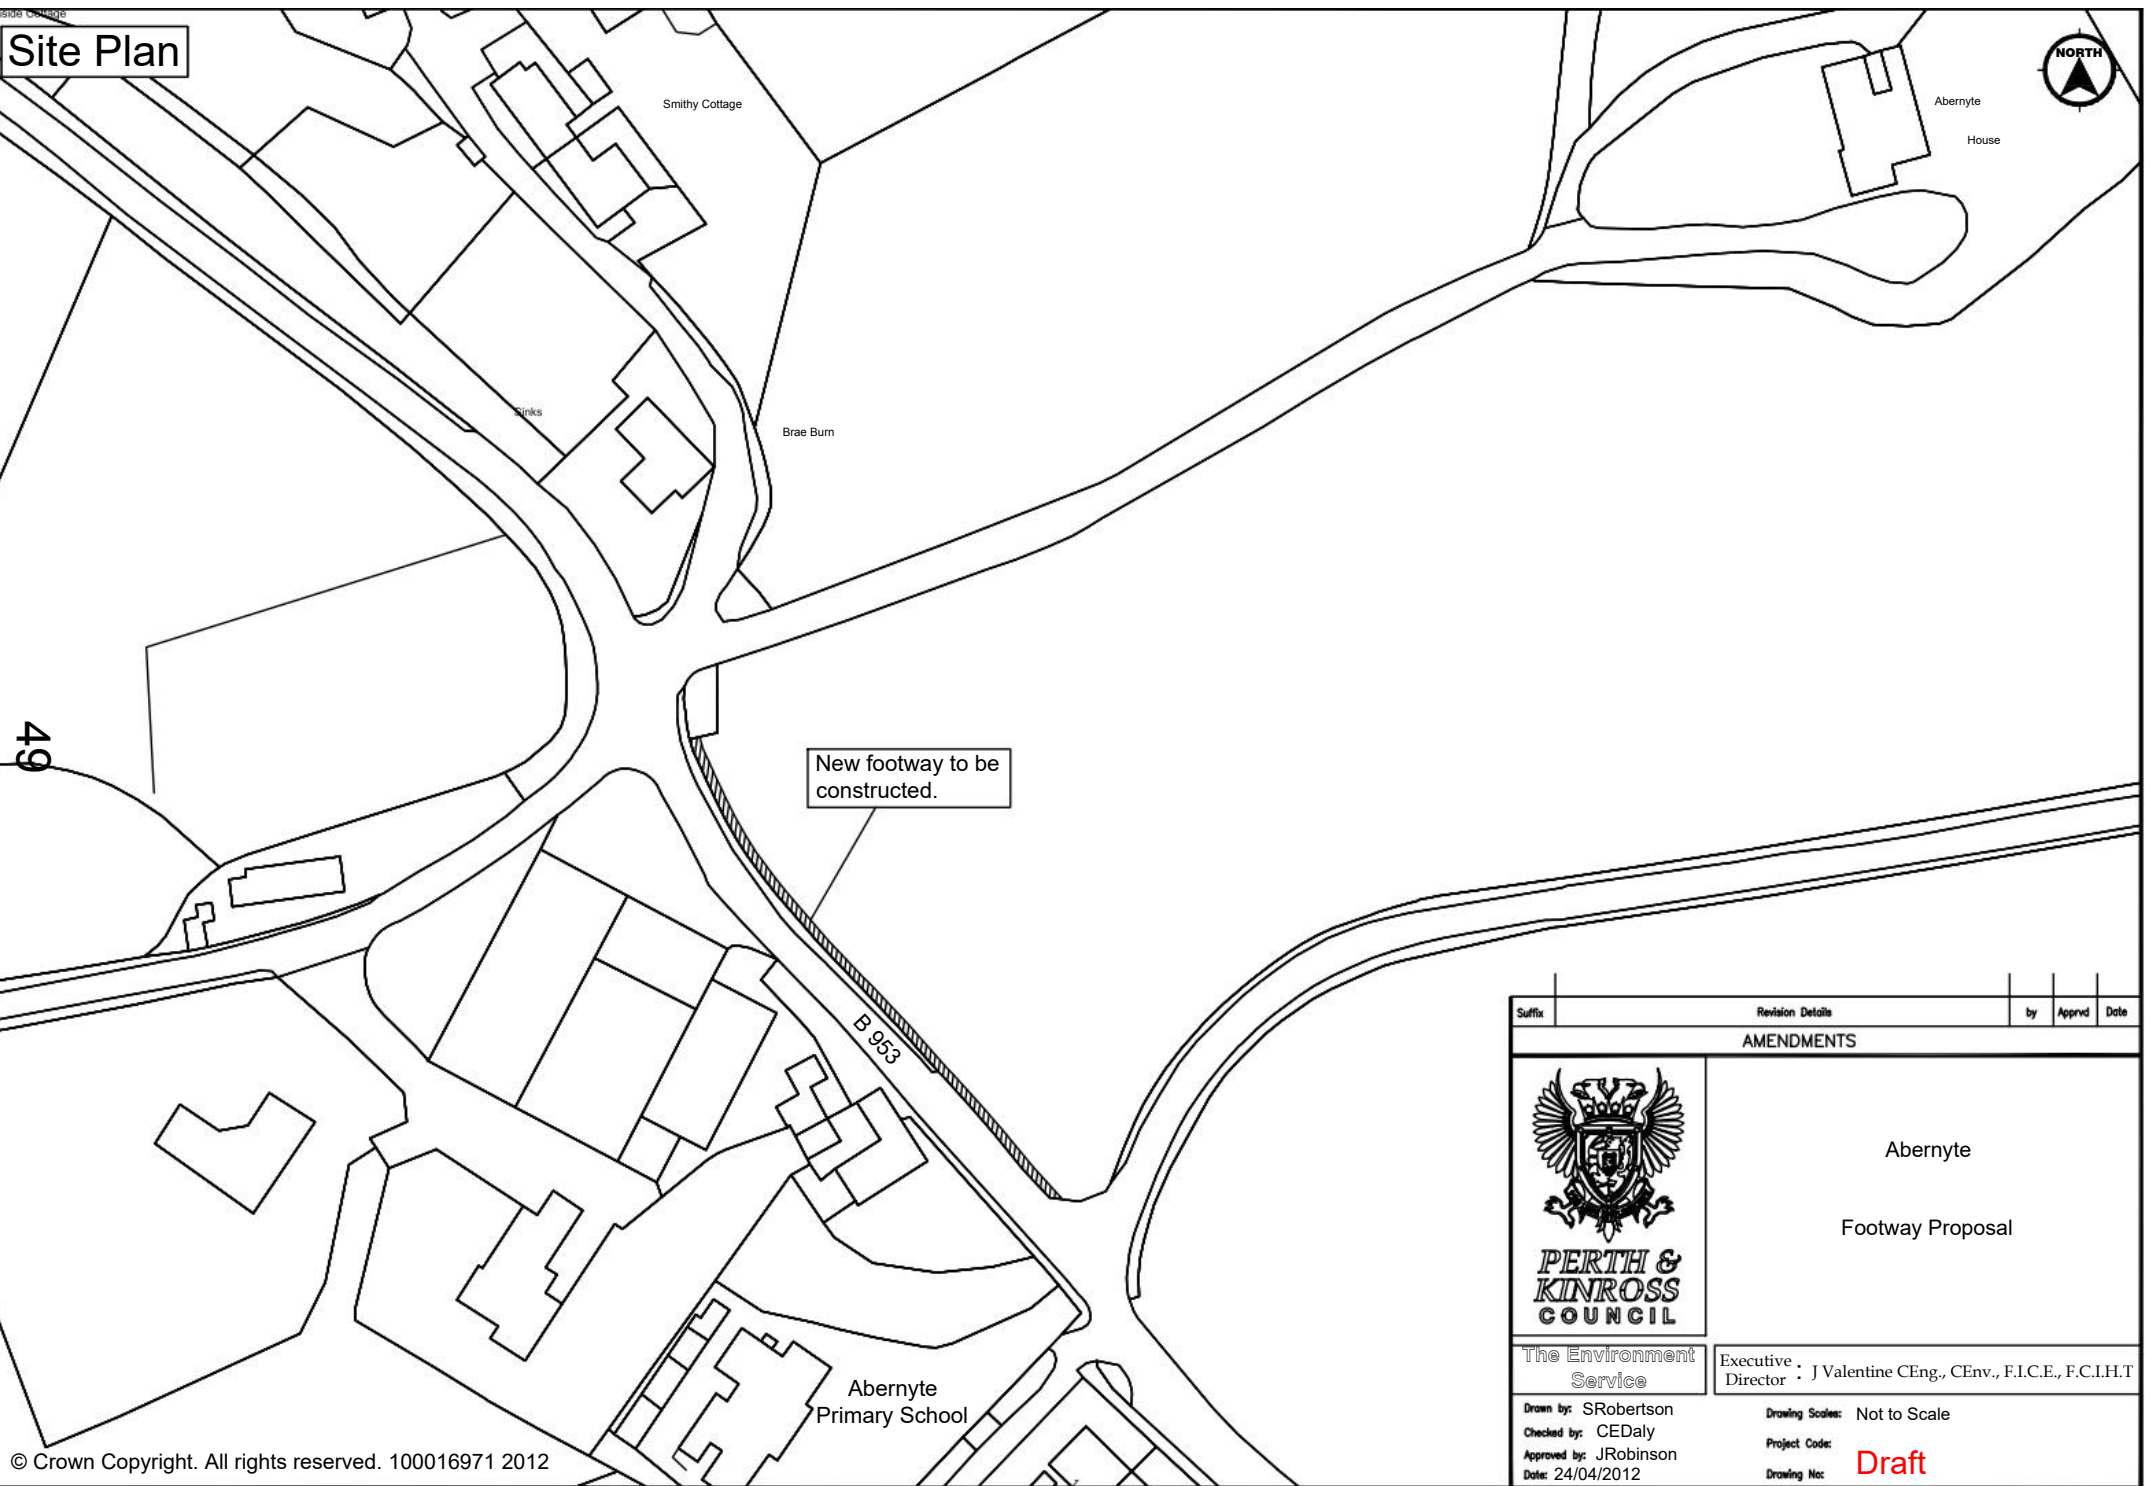 Site Plan
NORTH
Smithy Cottage
Abernyte
House
Sinks
Brae Burn
49
New footway to be
constructed.
B 953
Abernyte
Primary School
© Crown Copyright. All rights reserved. 100016971 2012
Suffix
Revision Details
by
Apprvd
Date
AMENDMENTS
PERTH &
KINROSS
COUNCIL
Abernyte
Footway Proposal
The Environment
Service
Executive
Director : J Valentine CEng., CEnv., F.I.C.E., F.C.I.H.T
Drawn by: SRobertson
Checked by: CEDaly
Approved by: JRobinson
Date: 24/04/2012
Drawing Scales: Not to Scale
Project Code:
Drawing No: Draft